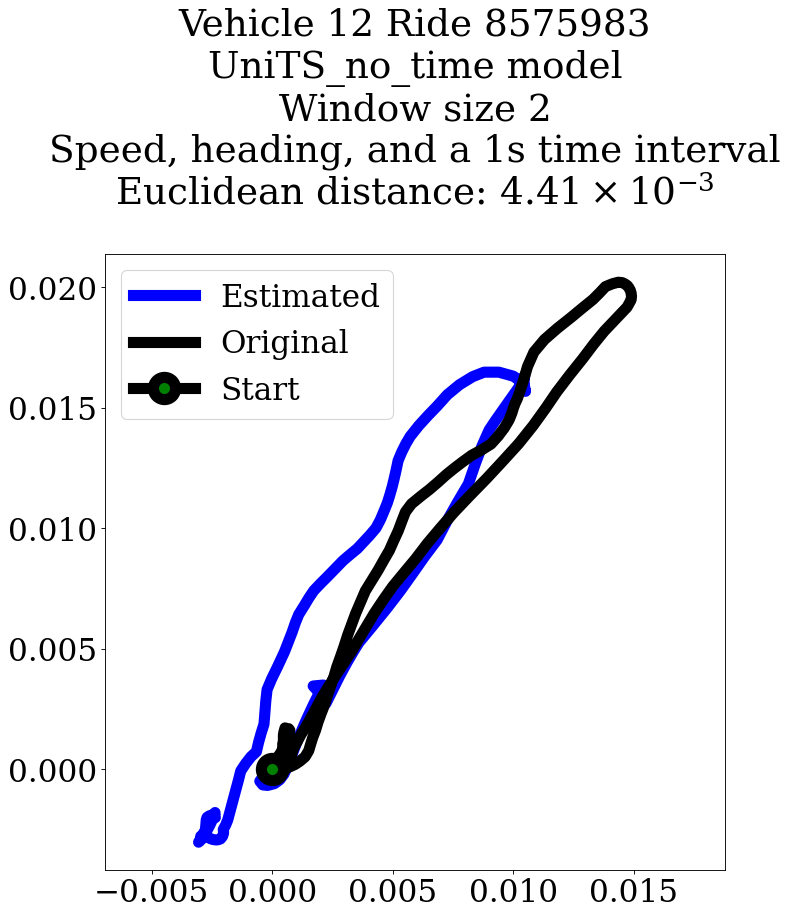 Vehicle 12 Ride 8575983
UniTS_no_time model
Window size 2
Speed, heading, and a 1s time interval
Euclidean distance: 4.41 × 10⁻³
Estimated
Original
Start
0.020
0.015
0.010
0.005
0.000
−0.005 0.000 0.005 0.010 0.015